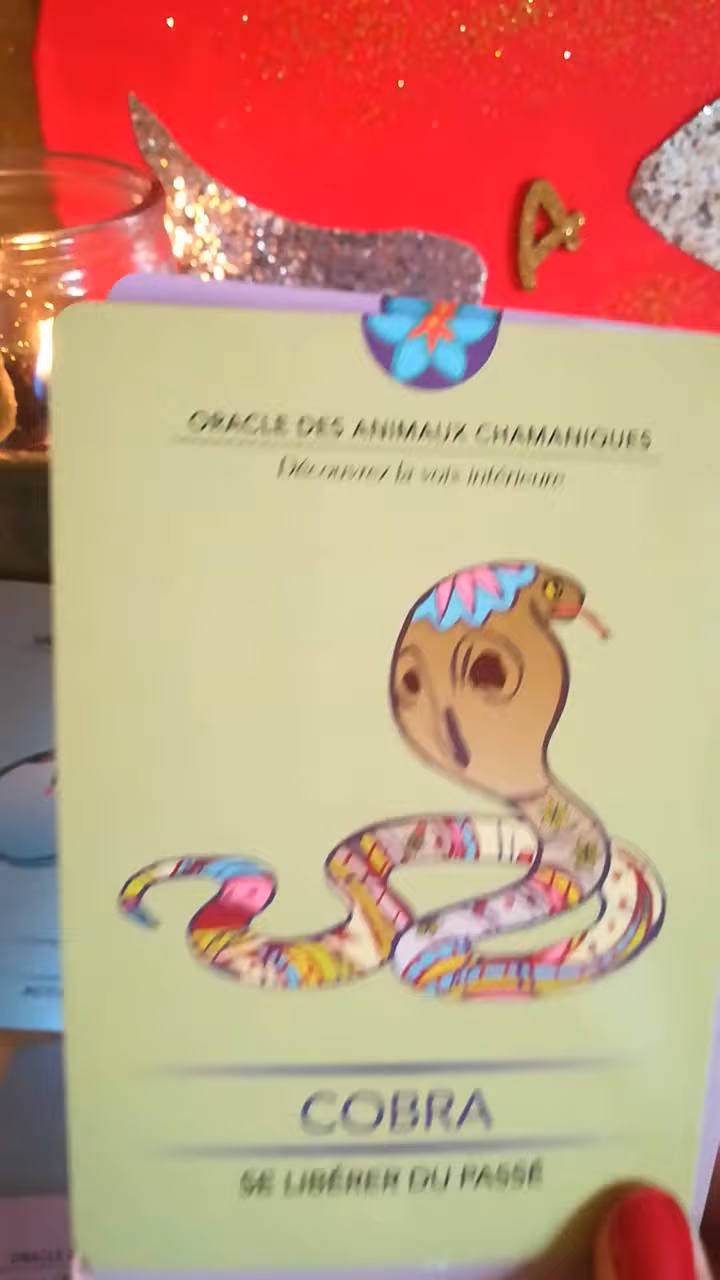 A
ORACLE DES ANIMAUX CHAMANIQUES
Découvrez la voix intérieure
COBRA
SE LIBÉRER DU PASSÉ